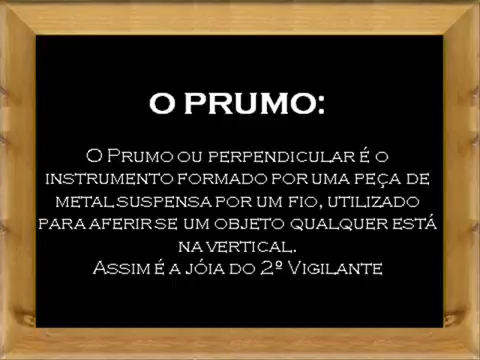 O PRUMO:
O PRUMO OU PERPENDICULAR É O
INSTRUMENTO FORMADO POR UMA PEÇA DE
METAL SUSPENSA POR UM FIO, UTILIZADO
PARA AFERIR SE UM OBJETO QUALQUER ESTÁ
NA VERTICAL.
ASSIM É A JÓIA DO 2º VIGILANTE